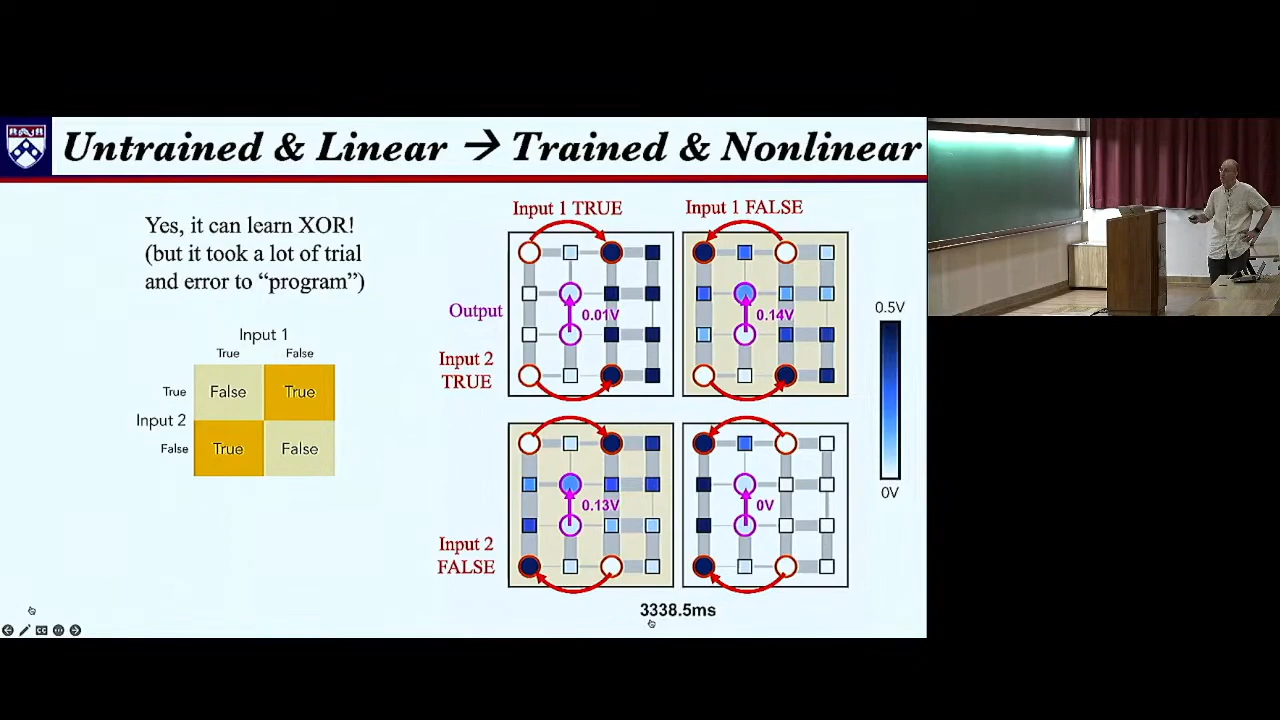 Untrained & Linear → Trained & Nonlinear
Yes, it can learn XOR!
(but it took a lot of trial
and error to “program”)
Input 1
True False
True
False
True
Input 2
False
True
False
Input 1 TRUE
Input 1 FALSE
Output
0.01V
0.14V
Input 2
TRUE
0.13V
0V
Input 2
FALSE
3338.5ms
0.5V
0V